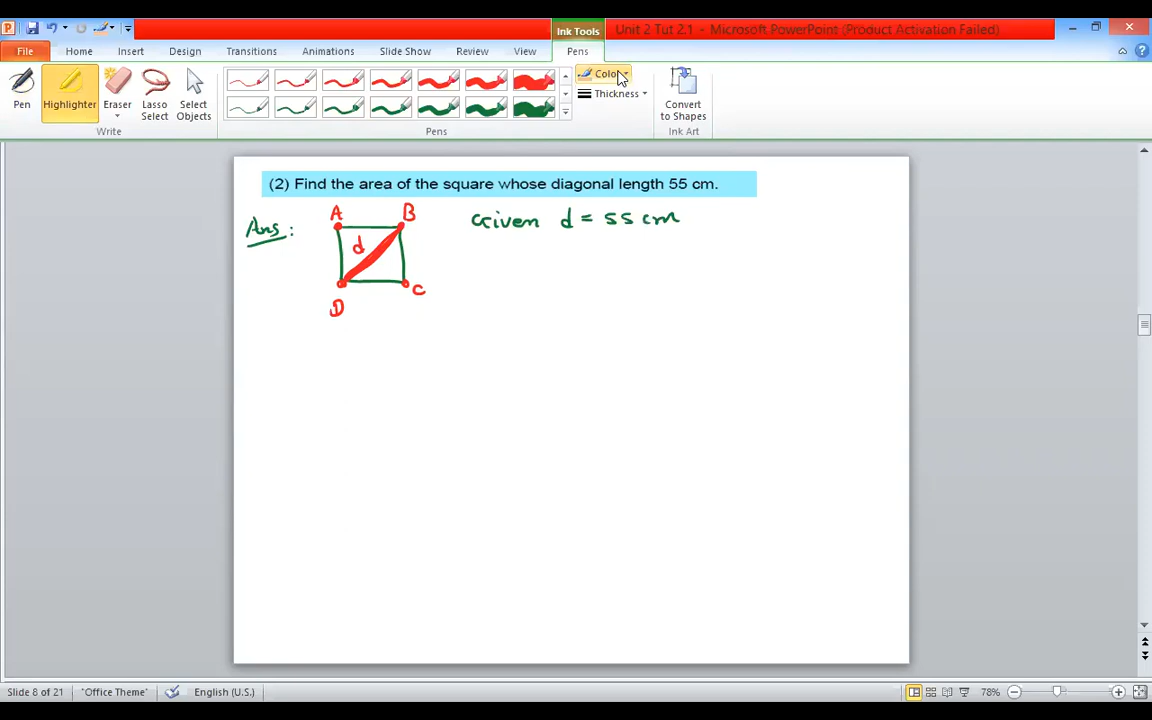 Ink Tools
Unit 2 Tut 2.1 - Microsoft PowerPoint (Product Activation Failed)
File Home Insert Design Transitions Animations Slide Show Review View Pens
Pen Highlighter Eraser Lasso Select Select Objects
Color
Thickness
Convert to Shapes
Write Pens Ink Art
(2) Find the area of the square whose diagonal length 55 cm.
Ans :
A B
Given d = 55 cm
d
D C
Slide 8 of 21 "Office Theme" English (U.S.) 78%